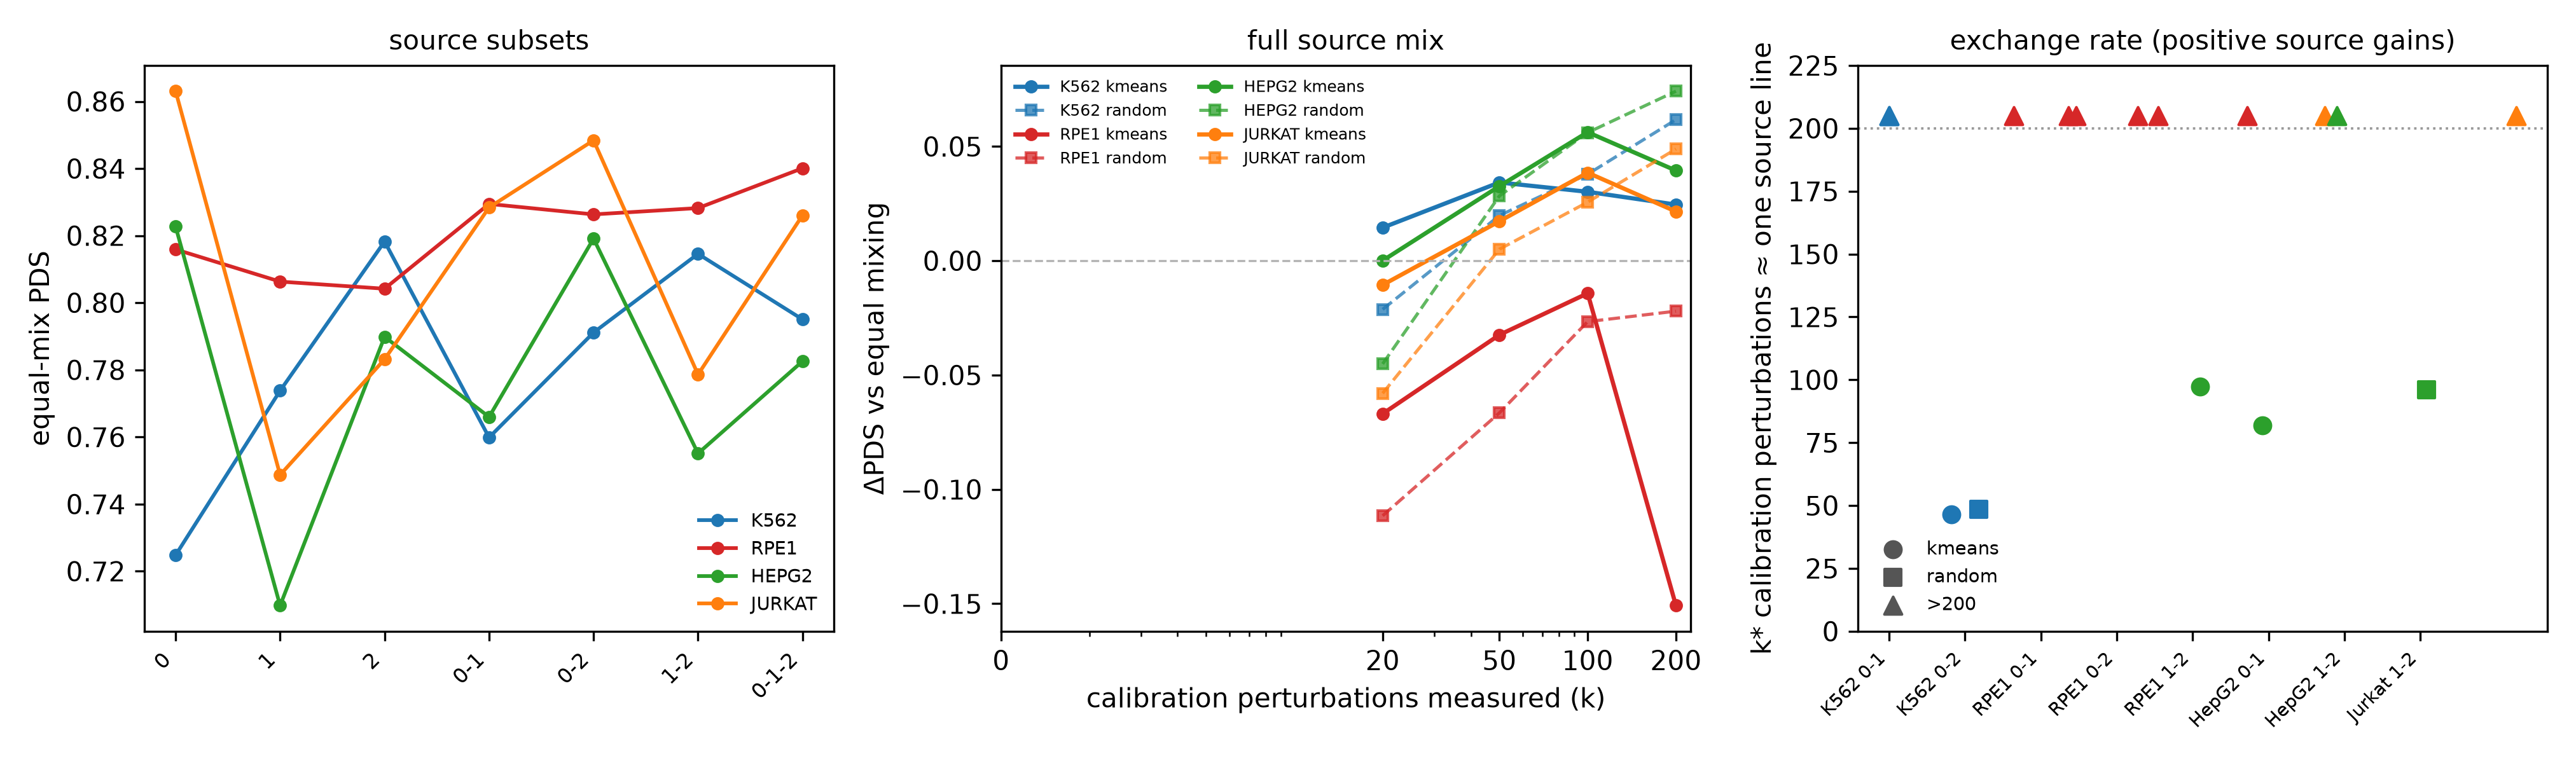 source subsets
equal-mix PDS
0.86
0.84
0.82
0.80
0.78
0.76
0.74
0.72
K562
RPE1
HEPG2
JURKAT
0
1
2
0-1
0-2
1-2
0-1-2
full source mix
ΔPDS vs equal mixing
0.05
0.00
−0.05
−0.10
−0.15
K562 kmeans
K562 random
RPE1 kmeans
RPE1 random
HEPG2 kmeans
HEPG2 random
JURKAT kmeans
JURKAT random
0
20
50
100
200
calibration perturbations measured (k)
exchange rate (positive source gains)
k* calibration perturbations ≈ one source line
225
200
175
150
125
100
75
50
25
0
kmeans
random
>200
K562 0-1
K562 0-2
RPE1 0-1
RPE1 0-2
RPE1 1-2
HepG2 0-1
HepG2 1-2
Jurkat 1-2